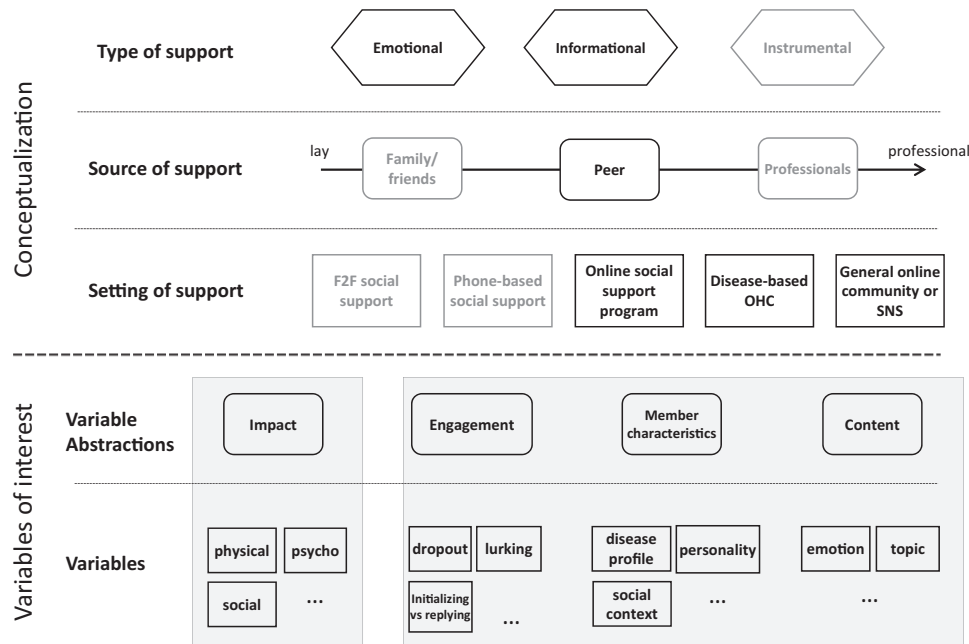 Conceptualization
Type of support
Emotional
Informational
Instrumental
Source of support
lay
Family/
friends
Peer
Professionals
professional
Setting of support
F2F social
support
Phone-based
social support
Online social
support
program
Disease-based
OHC
General online
community or
SNS
Variables of interest
Variable
Abstractions
Impact
Engagement
Member
characteristics
Content
Variables
physical
psycho
social
...
dropout
lurking
Initializing
vs replying
...
disease
profile
personality
social
context
...
emotion
topic
...